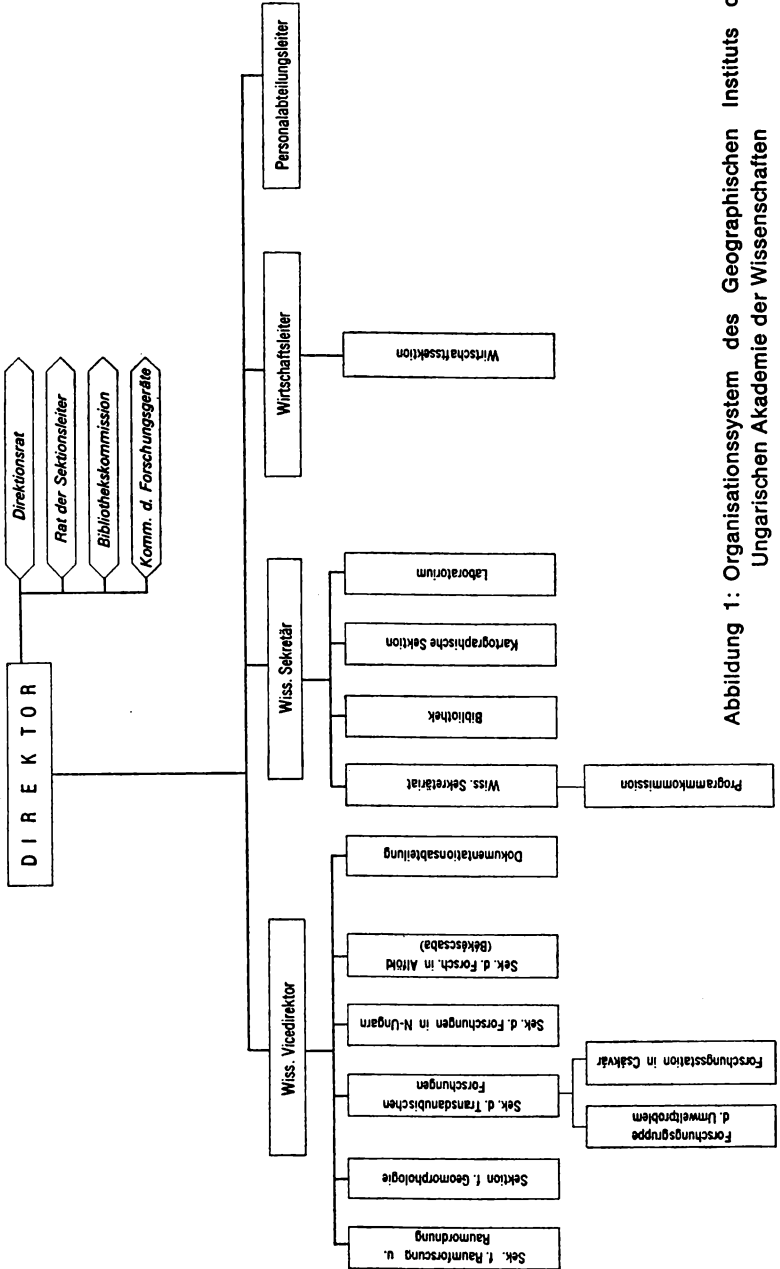 DIREKTOR
Direktionsrat
Rat der Sektionsleiter
Bibliothekskommission
Komm. d. Forschungsgeräte
Wiss. Vicedirektor
Wiss. Sekretär
Wirtschaftsleiter
Personalabteilungsleiter
Sek. f. Raumforscung u.
Raumordnung
Sektion f. Geomorphologie
Sek. d. Transdanubischen
Forschungen
Sek. d. Forschungen in N-Ungarn
Sek. d. Forsch. in Alföld
(Békéscsaba)
Dokumentationsabteilung
Wiss. Sekretäriat
Bibliothek
Kartographische Sektion
Laboratorium
Wirtschaftssektion
Forschungsgruppe
d. Umweltproblem
Forschungsstation in Csákvár
Programmkommission
Abbildung 1: Organisationssystem des Geographischen Instituts
Ungarischen Akademie der Wissenschaften